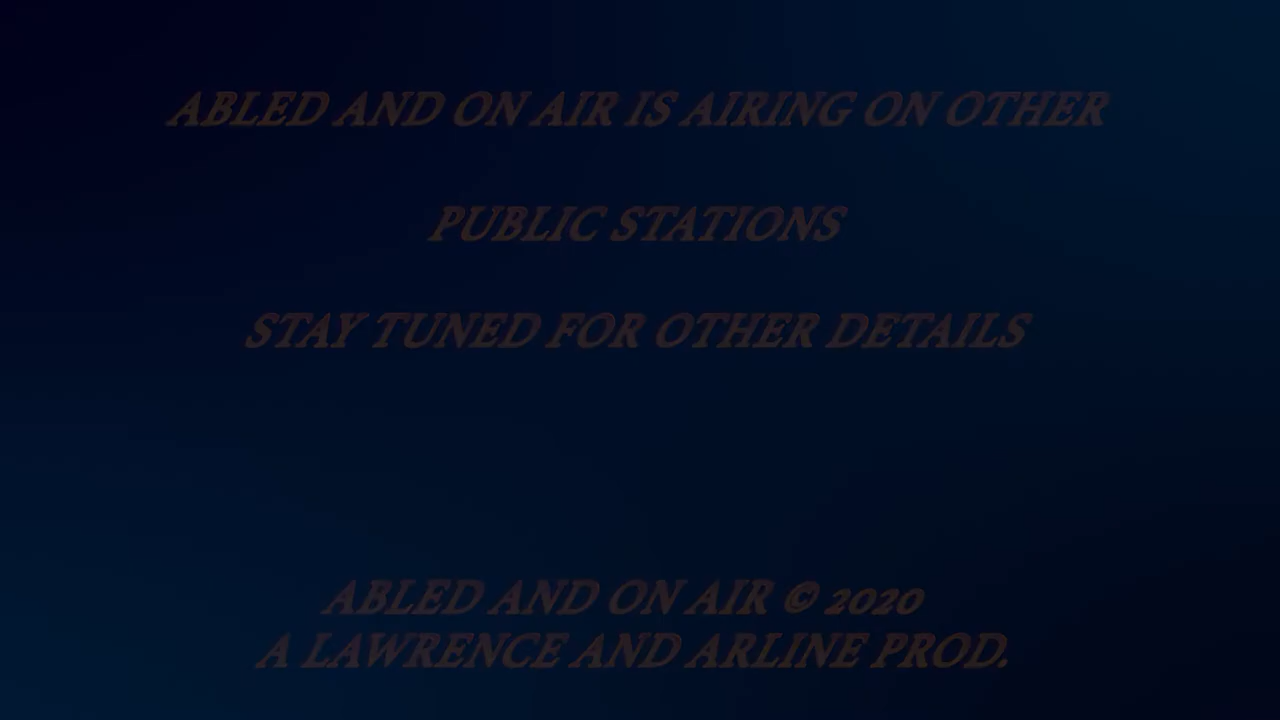 ABLED AND ON AIR IS AIRING ON OTHER
PUBLIC STATIONS
STAY TUNED FOR OTHER DETAILS
ABLED AND ON AIR © 2020
A LAWRENCE AND ARLINE PROD.